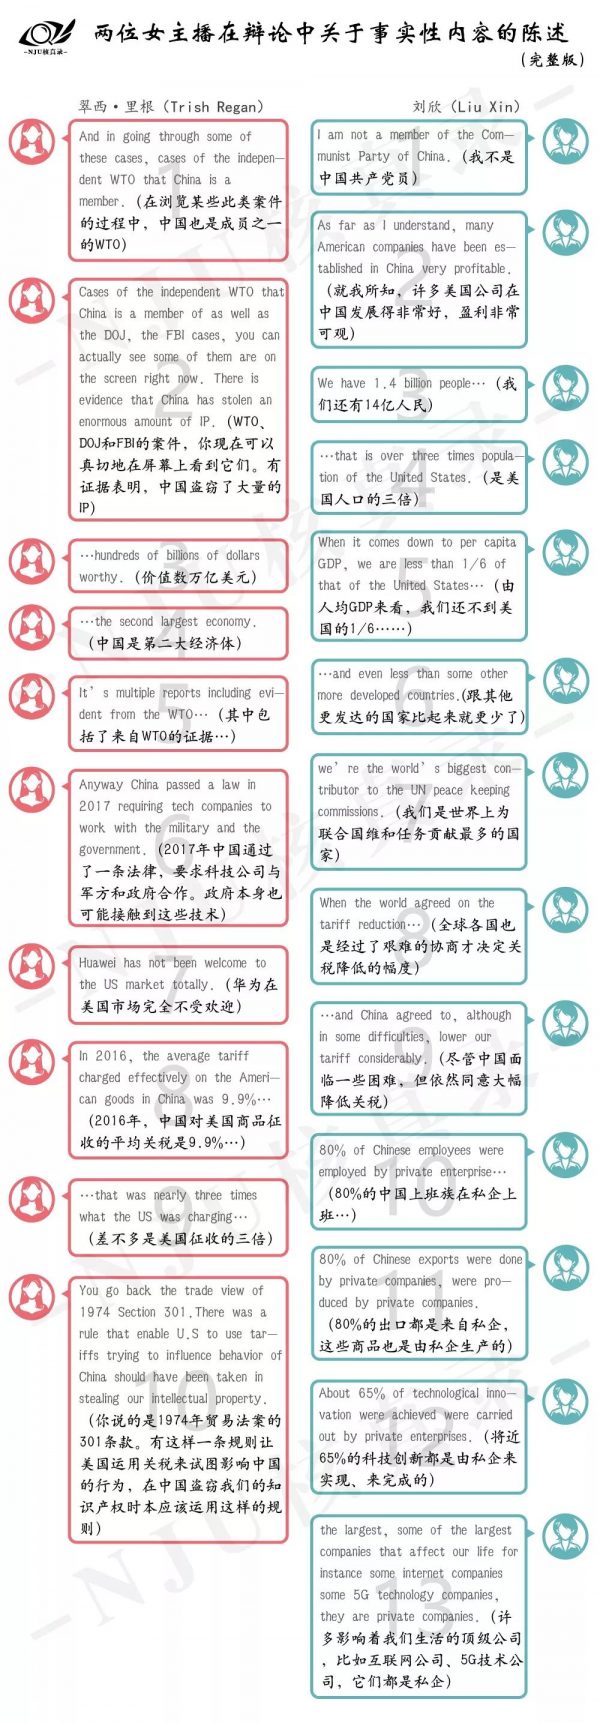 -NJU核真录-
两位女主播在辩论中关于事实性内容的陈述
(完整版)
翠西·里根(Trish Regan)
1
And in going through some of
these cases, cases of the indepen-
dent WTO that China is a
member.(在浏览某些此类案件
的过程中,中国也是成员之一
的WTO)
2
Cases of the independent WTO that
China is a member of as well as
the DOJ, the FBI cases, you can
actually see some of them are on
the screen right now. There is
evidence that China has stolen an
enormous amount of IP.(WTO、
DOJ和FBI的案件,你现在可以
真切地在屏幕上看到它们。有
证据表明,中国盗窃了大量的
IP)
3
…hundreds of billions of dollars
worthy.(价值数万亿美元)
4
…the second largest economy.
(中国是第二大经济体)
5
It's multiple reports including evi-
dent from the WTO…(其中包
括了来自WTO的证据…)
6
Anyway China passed a law in
2017 requiring tech companies to
work with the military and the
government.(2017年中国通过
了一条法律,要求科技公司与
军方和政府合作。政府本身也
可能接触到这些技术)
7
Huawei has not been welcome to
the US market totally.(华为在
美国市场完全不受欢迎)
8
In 2016, the average tariff
charged effectively on the Ameri-
can goods in China was 9.9%…
(2016年,中国对美国商品征
收的平均关税是9.9%…)
9
…that was nearly three times
what the US was charging…
(差不多是美国征收的三倍)
10
You go back the trade view of
1974 Section 301.There was a
rule that enable U.S to use tar-
iffs trying to influence behavior of
China should have been taken in
stealing our intellectual property.
(你说的是1974年贸易法案的
301条款。有这样一条规则让
美国运用关税来试图影响中国
的行为,在中国盗窃我们的知
识产权时本应该运用这样的规
则)
刘欣(Liu Xin)
1
I am not a member of the Com-
munist Party of China.(我不是
中国共产党员)
2
As far as I understand, many
American companies have been es-
tablished in China very profitable.
(就我所知,许多美国公司在
中国发展得非常好,盈利非常
可观)
3
We have 1.4 billion people…(我
们还有14亿人民)
4
…that is over three times popula-
tion of the United States.(是美
国人口的三倍)
5
When it comes down to per capita
GDP, we are less than 1/6 of
that of the United States…(由
人均GDP来看,我们还不到美
国的1/6……)
6
…and even less than some other
more developed countries.(跟其他
更发达的国家比起来就更少了)
7
we're the world's biggest con-
tributor to the UN peace keeping
commissions.(我们是世界上为
联合国维和任务贡献最多的国
家)
8
When the world agreed on the
tariff reduction…(全球各国也
是经过了艰难的协商才决定关
税降低的幅度)
9
…and China agreed to, although
in some difficulties, lower our
tariff considerably.(尽管中国面
临一些困难,但依然同意大幅
降低关税)
10
80% of Chinese employees were
employed by private enterprise…
(80%的中国上班族在私企上
班…)
11
80% of Chinese exports were done
by private companies, were pro-
duced by private companies.
(80%的出口都是来自私企,
这些商品也是由私企生产的)
12
About 65% of technological inno-
vation were achieved were carried
out by private enterprises.(将近
65%的科技创新都是由私企来
实现、来完成的)
13
the largest, some of the largest
companies that affect our life for
instance some internet companies
some 5G technology companies,
they are private companies.(许
多影响着我们生活的顶级公司
,比如互联网公司、5G技术公
司,它们都是私企)